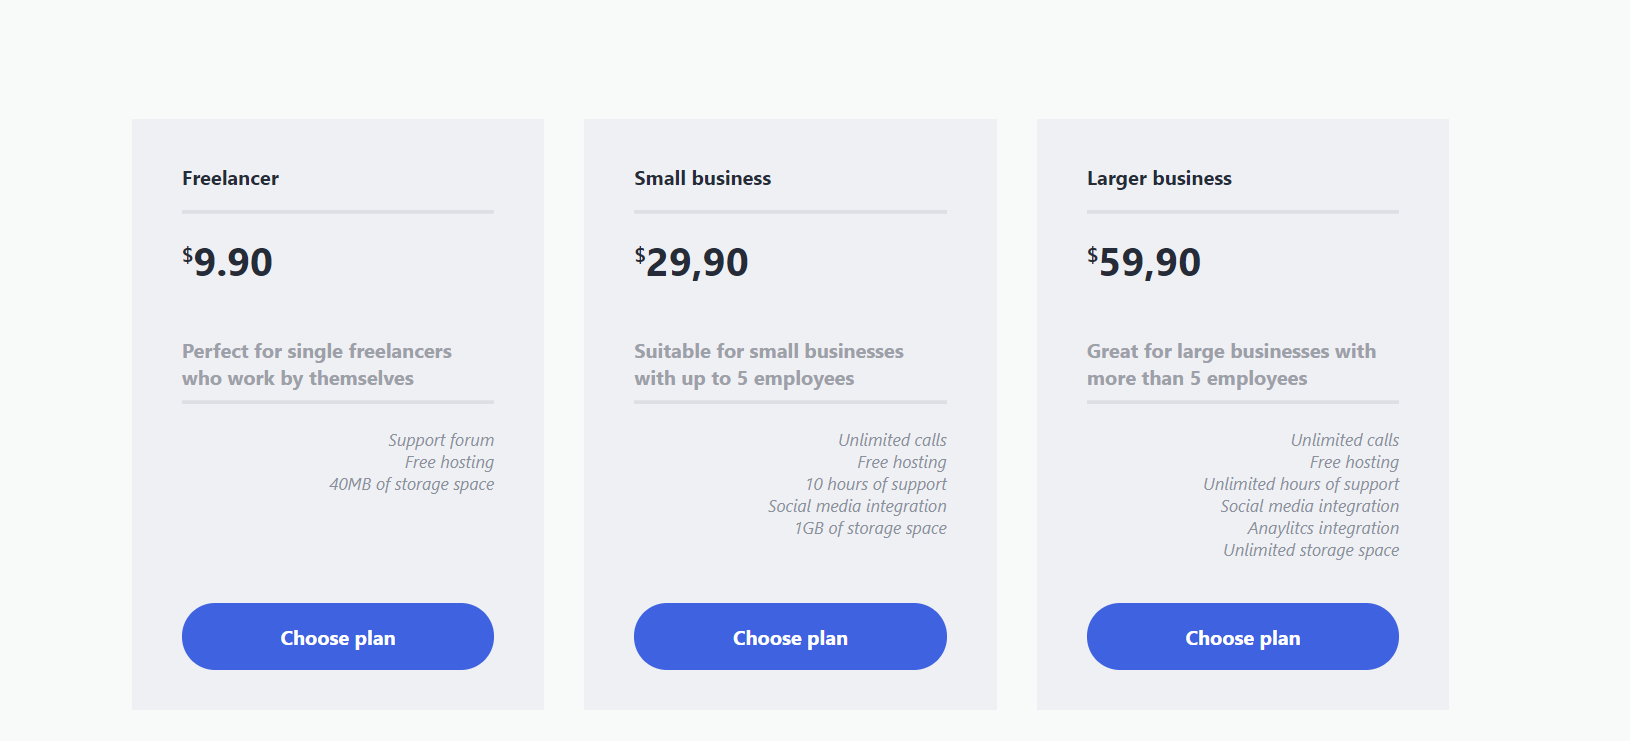 Freelancer
$9.90
Perfect for single freelancers
who work by themselves
Support forum
Free hosting
40MB of storage space
Choose plan
Small business
$29,90
Suitable for small businesses
with up to 5 employees
Unlimited calls
Free hosting
10 hours of support
Social media integration
1GB of storage space
Choose plan
Larger business
$59,90
Great for large businesses with
more than 5 employees
Unlimited calls
Free hosting
Unlimited hours of support
Social media integration
Anaylitcs integration
Unlimited storage space
Choose plan